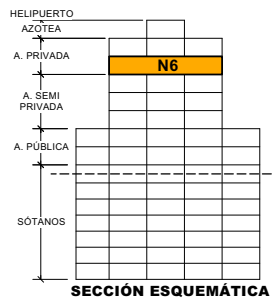 HELIPUERTO
AZOTEA
A. PRIVADA
N6
A. SEMI
PRIVADA
A. PÚBLICA
SÓTANOS
SECCIÓN ESQUEMÁTICA